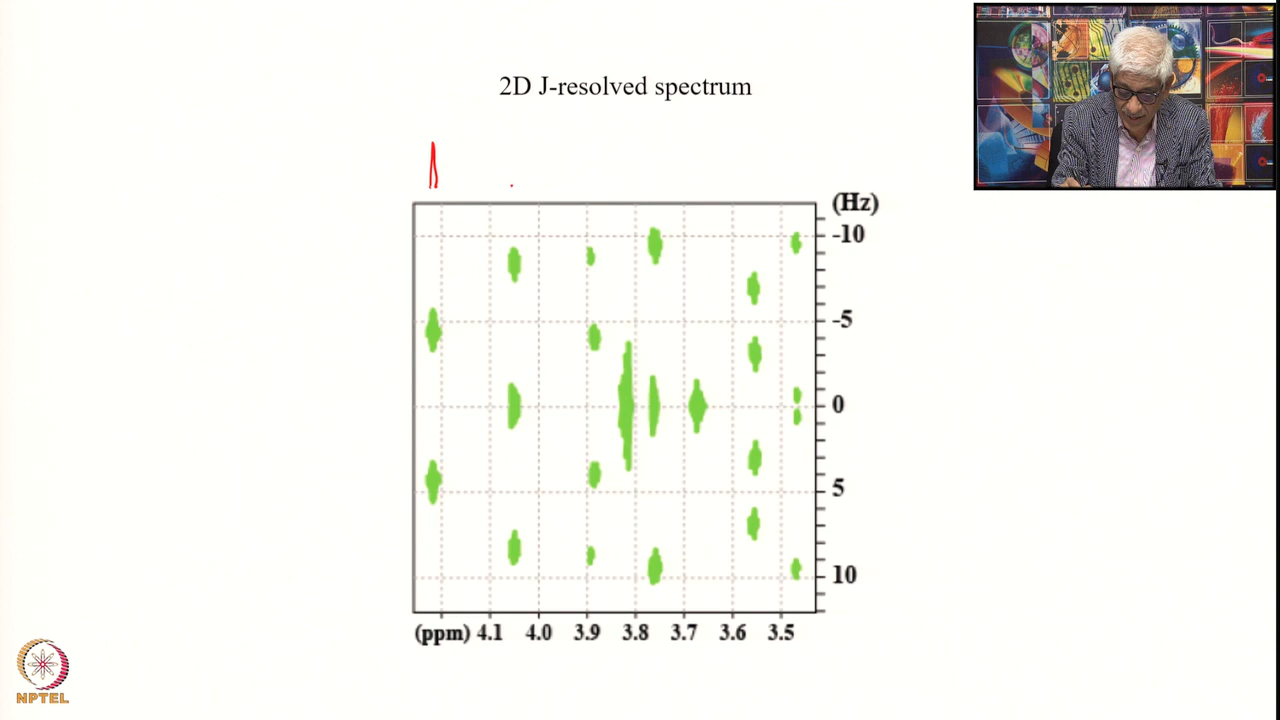 2D J-resolved spectrum
(Hz)
-10
-5
0
5
10
(ppm) 4.1 4.0 3.9 3.8 3.7 3.6 3.5
NPTEL